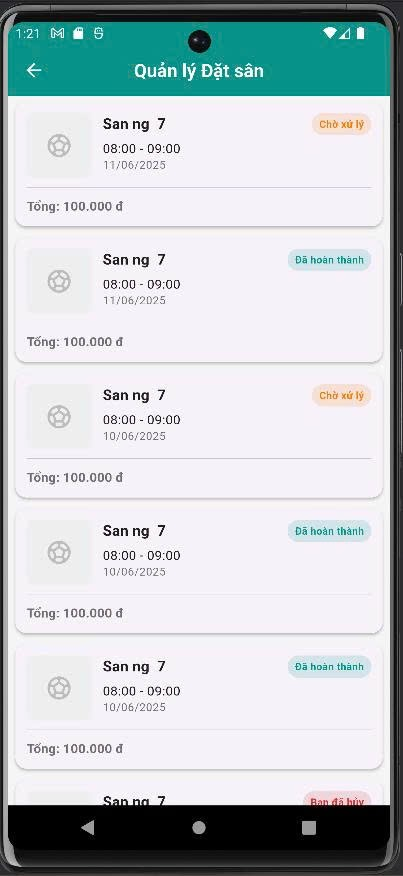 1:21
Quản lý Đặt sân
San ng 7
Chờ xử lý
08:00 - 09:00
11/06/2025
Tổng: 100.000 đ
San ng 7
Đã hoàn thành
08:00 - 09:00
11/06/2025
Tổng: 100.000 đ
San ng 7
Chờ xử lý
08:00 - 09:00
10/06/2025
Tổng: 100.000 đ
San ng 7
Đã hoàn thành
08:00 - 09:00
10/06/2025
Tổng: 100.000 đ
San ng 7
Đã hoàn thành
08:00 - 09:00
10/06/2025
Tổng: 100.000 đ
San ng 7
Bạn đã hủy